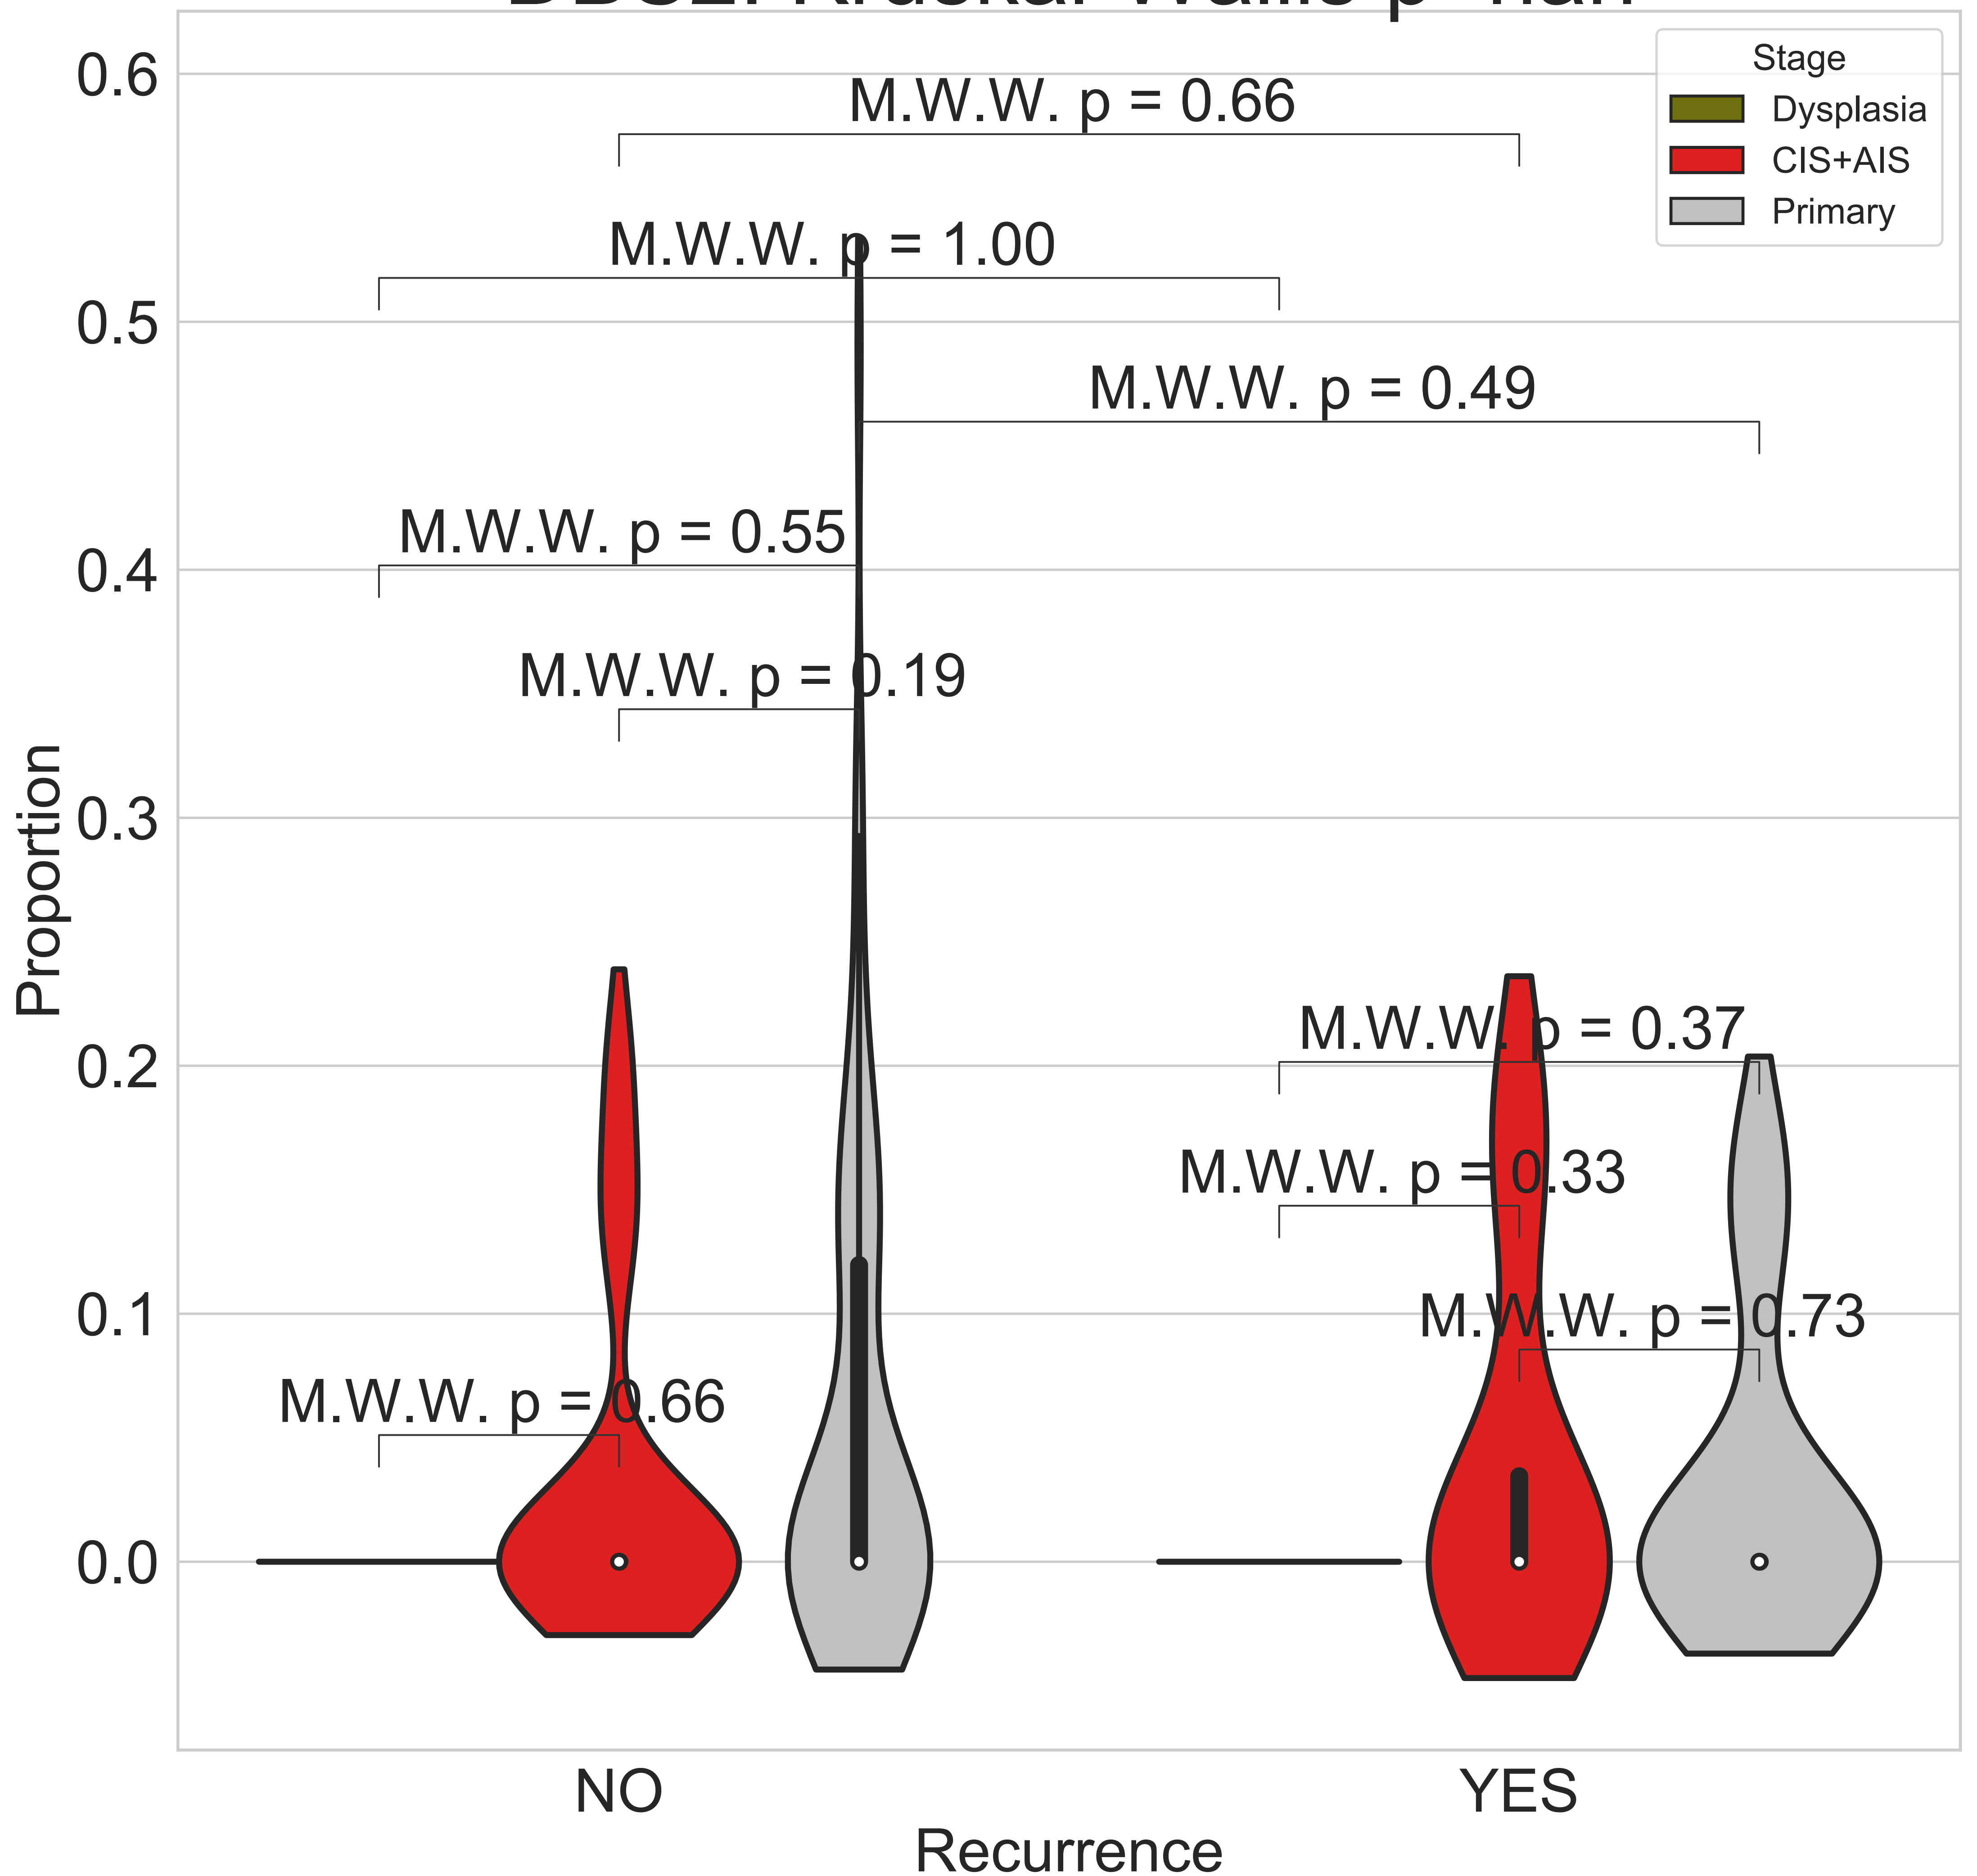 Stage
Dysplasia
CIS+AIS
Primary
M.W.W. p = 0.66
M.W.W. p = 1.00
M.W.W. p = 0.49
M.W.W. p = 0.55
M.W.W. p = 0.19
M.W.W. p = 0.37
M.W.W. p = 0.33
M.W.W. p = 0.73
M.W.W. p = 0.66
0.6
0.5
0.4
0.3
0.2
0.1
0.0
Proportion
NO
YES
Recurrence